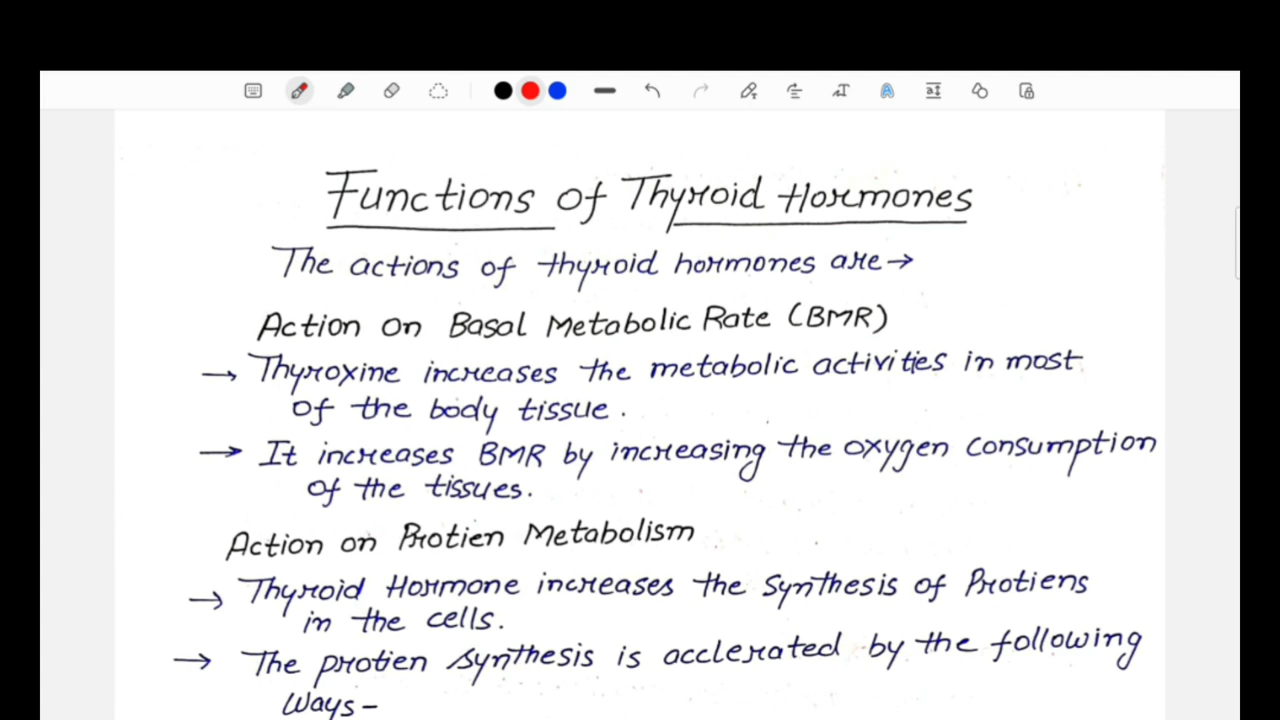 Functions of Thyroid Hormones
The actions of thyroid hormones are→
Action on Basal Metabolic Rate (BMR)
→ Thyroxine increases the metabolic activities in most
of the body tissue.
→ It increases BMR by increasing the oxygen consumption
of the tissues.
Action on Protien Metabolism
→ Thyroid Hormone increases the synthesis of Protiens
in the cells.
→ The protien synthesis is acclerated by the following
ways-